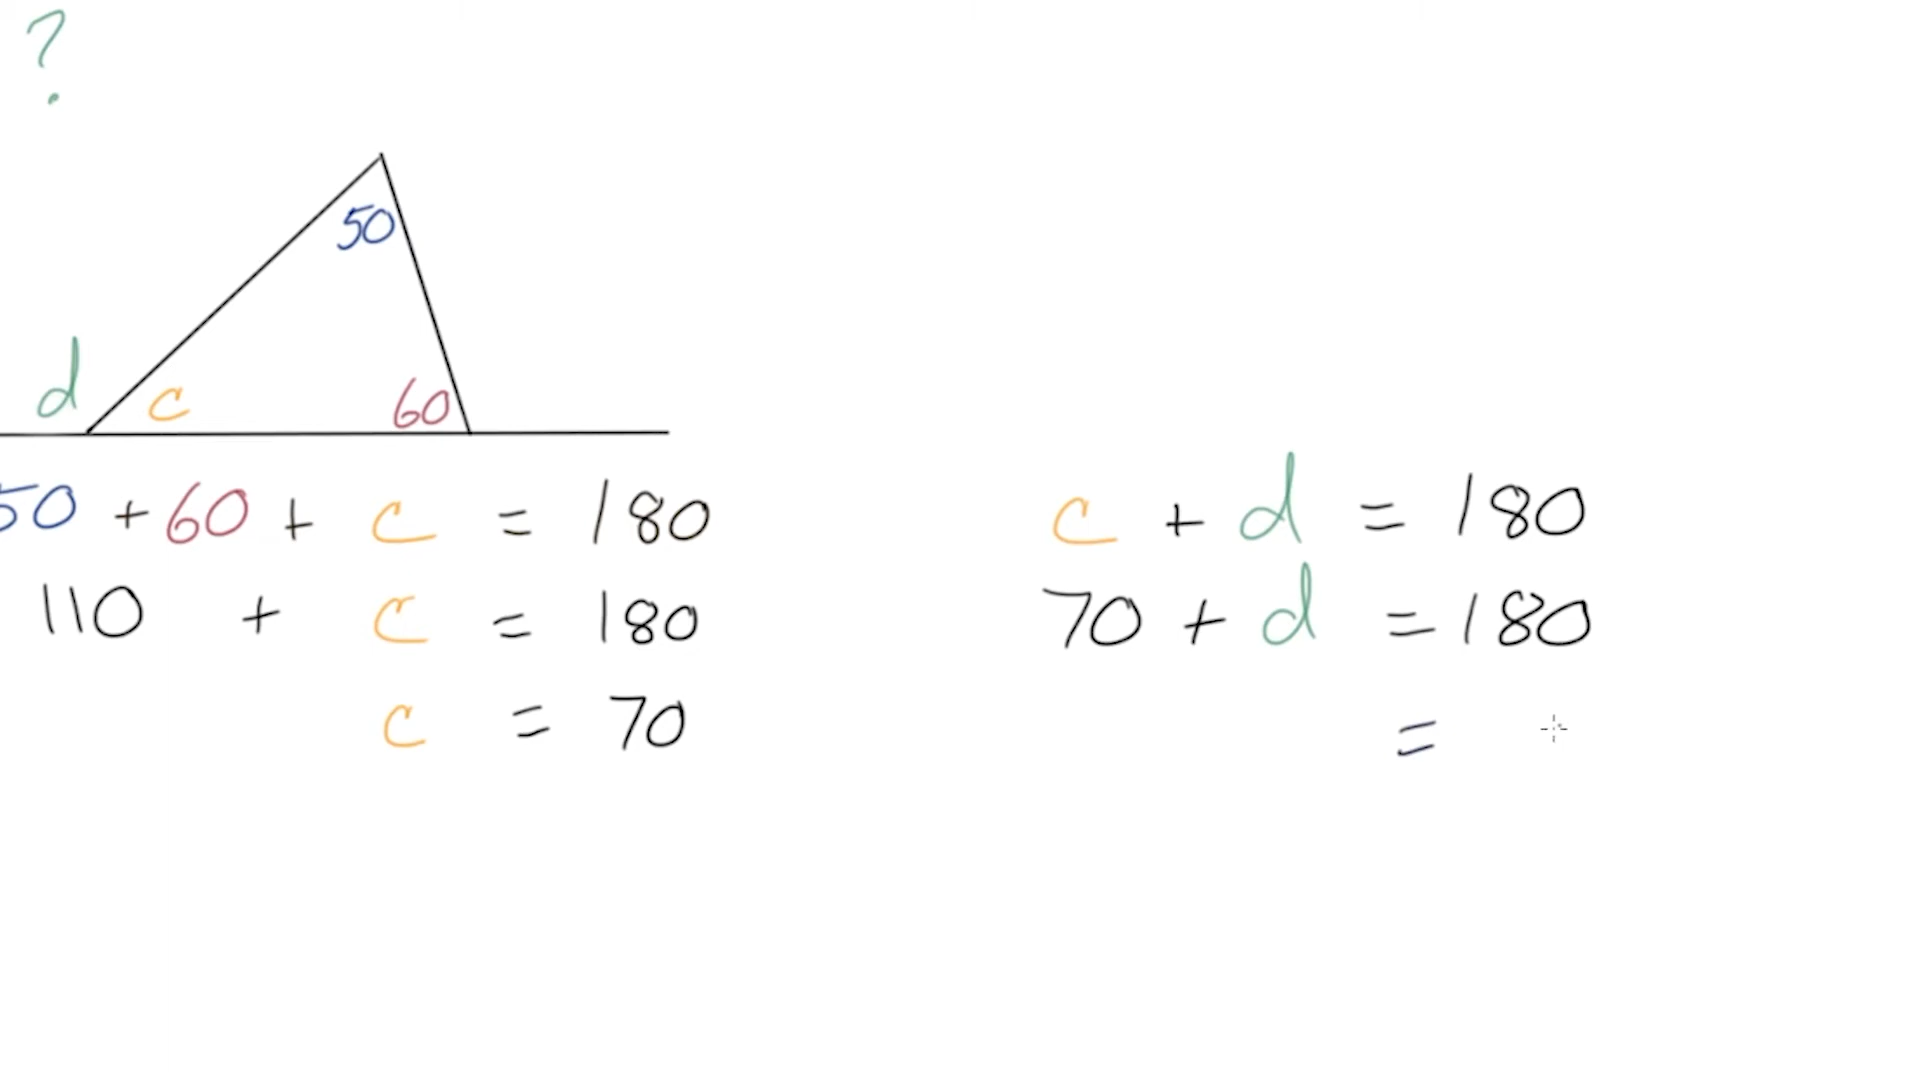 ?
50
d c 60
50 + 60 + c = 180
110 + c = 180
c = 70
c + d = 180
70 + d = 180
=